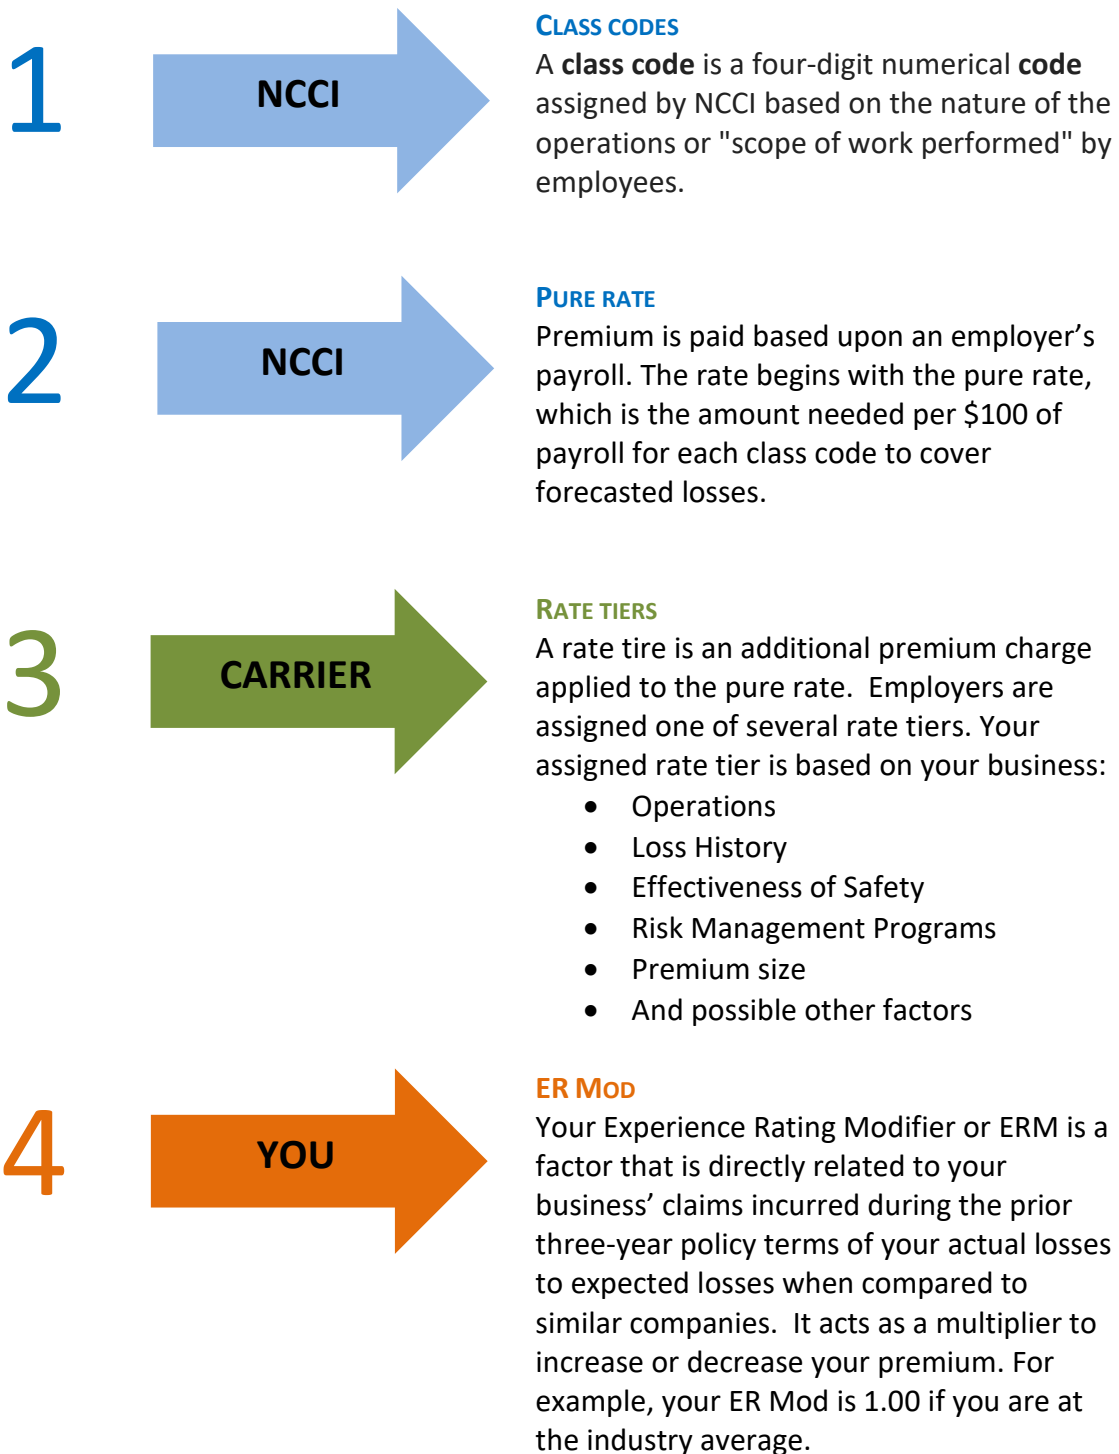 1
NCCI
CLASS CODES
A class code is a four-digit numerical code
assigned by NCCI based on the nature of the
operations or "scope of work performed" by
employees.
2
NCCI
PURE RATE
Premium is paid based upon an employer’s
payroll. The rate begins with the pure rate,
which is the amount needed per $100 of
payroll for each class code to cover
forecasted losses.
3
CARRIER
RATE TIERS
A rate tire is an additional premium charge
applied to the pure rate.  Employers are
assigned one of several rate tiers. Your
assigned rate tier is based on your business:
• Operations
• Loss History
• Effectiveness of Safety
• Risk Management Programs
• Premium size
• And possible other factors
4
YOU
ER MOD
Your Experience Rating Modifier or ERM is a
factor that is directly related to your
business’ claims incurred during the prior
three-year policy terms of your actual losses
to expected losses when compared to
similar companies.  It acts as a multiplier to
increase or decrease your premium. For
example, your ER Mod is 1.00 if you are at
the industry average.